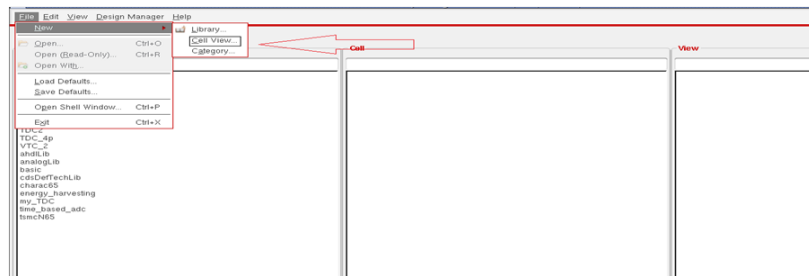 File Edit View Design Manager Help
New
Library...
Cell View...
Category...
Open... Ctrl+O
Open (Read-Only)... Ctrl+R
Open With...
Load Defaults...
Save Defaults...
Open Shell Window... Ctrl+P
Exit Ctrl+X
Cell
View
TDC2
TDC_4p
VTC_2
ahdlLib
analogLib
basic
cdsDefTechLib
charac65
energy_harvesting
my_TDC
time_based_adc
tsmcN65